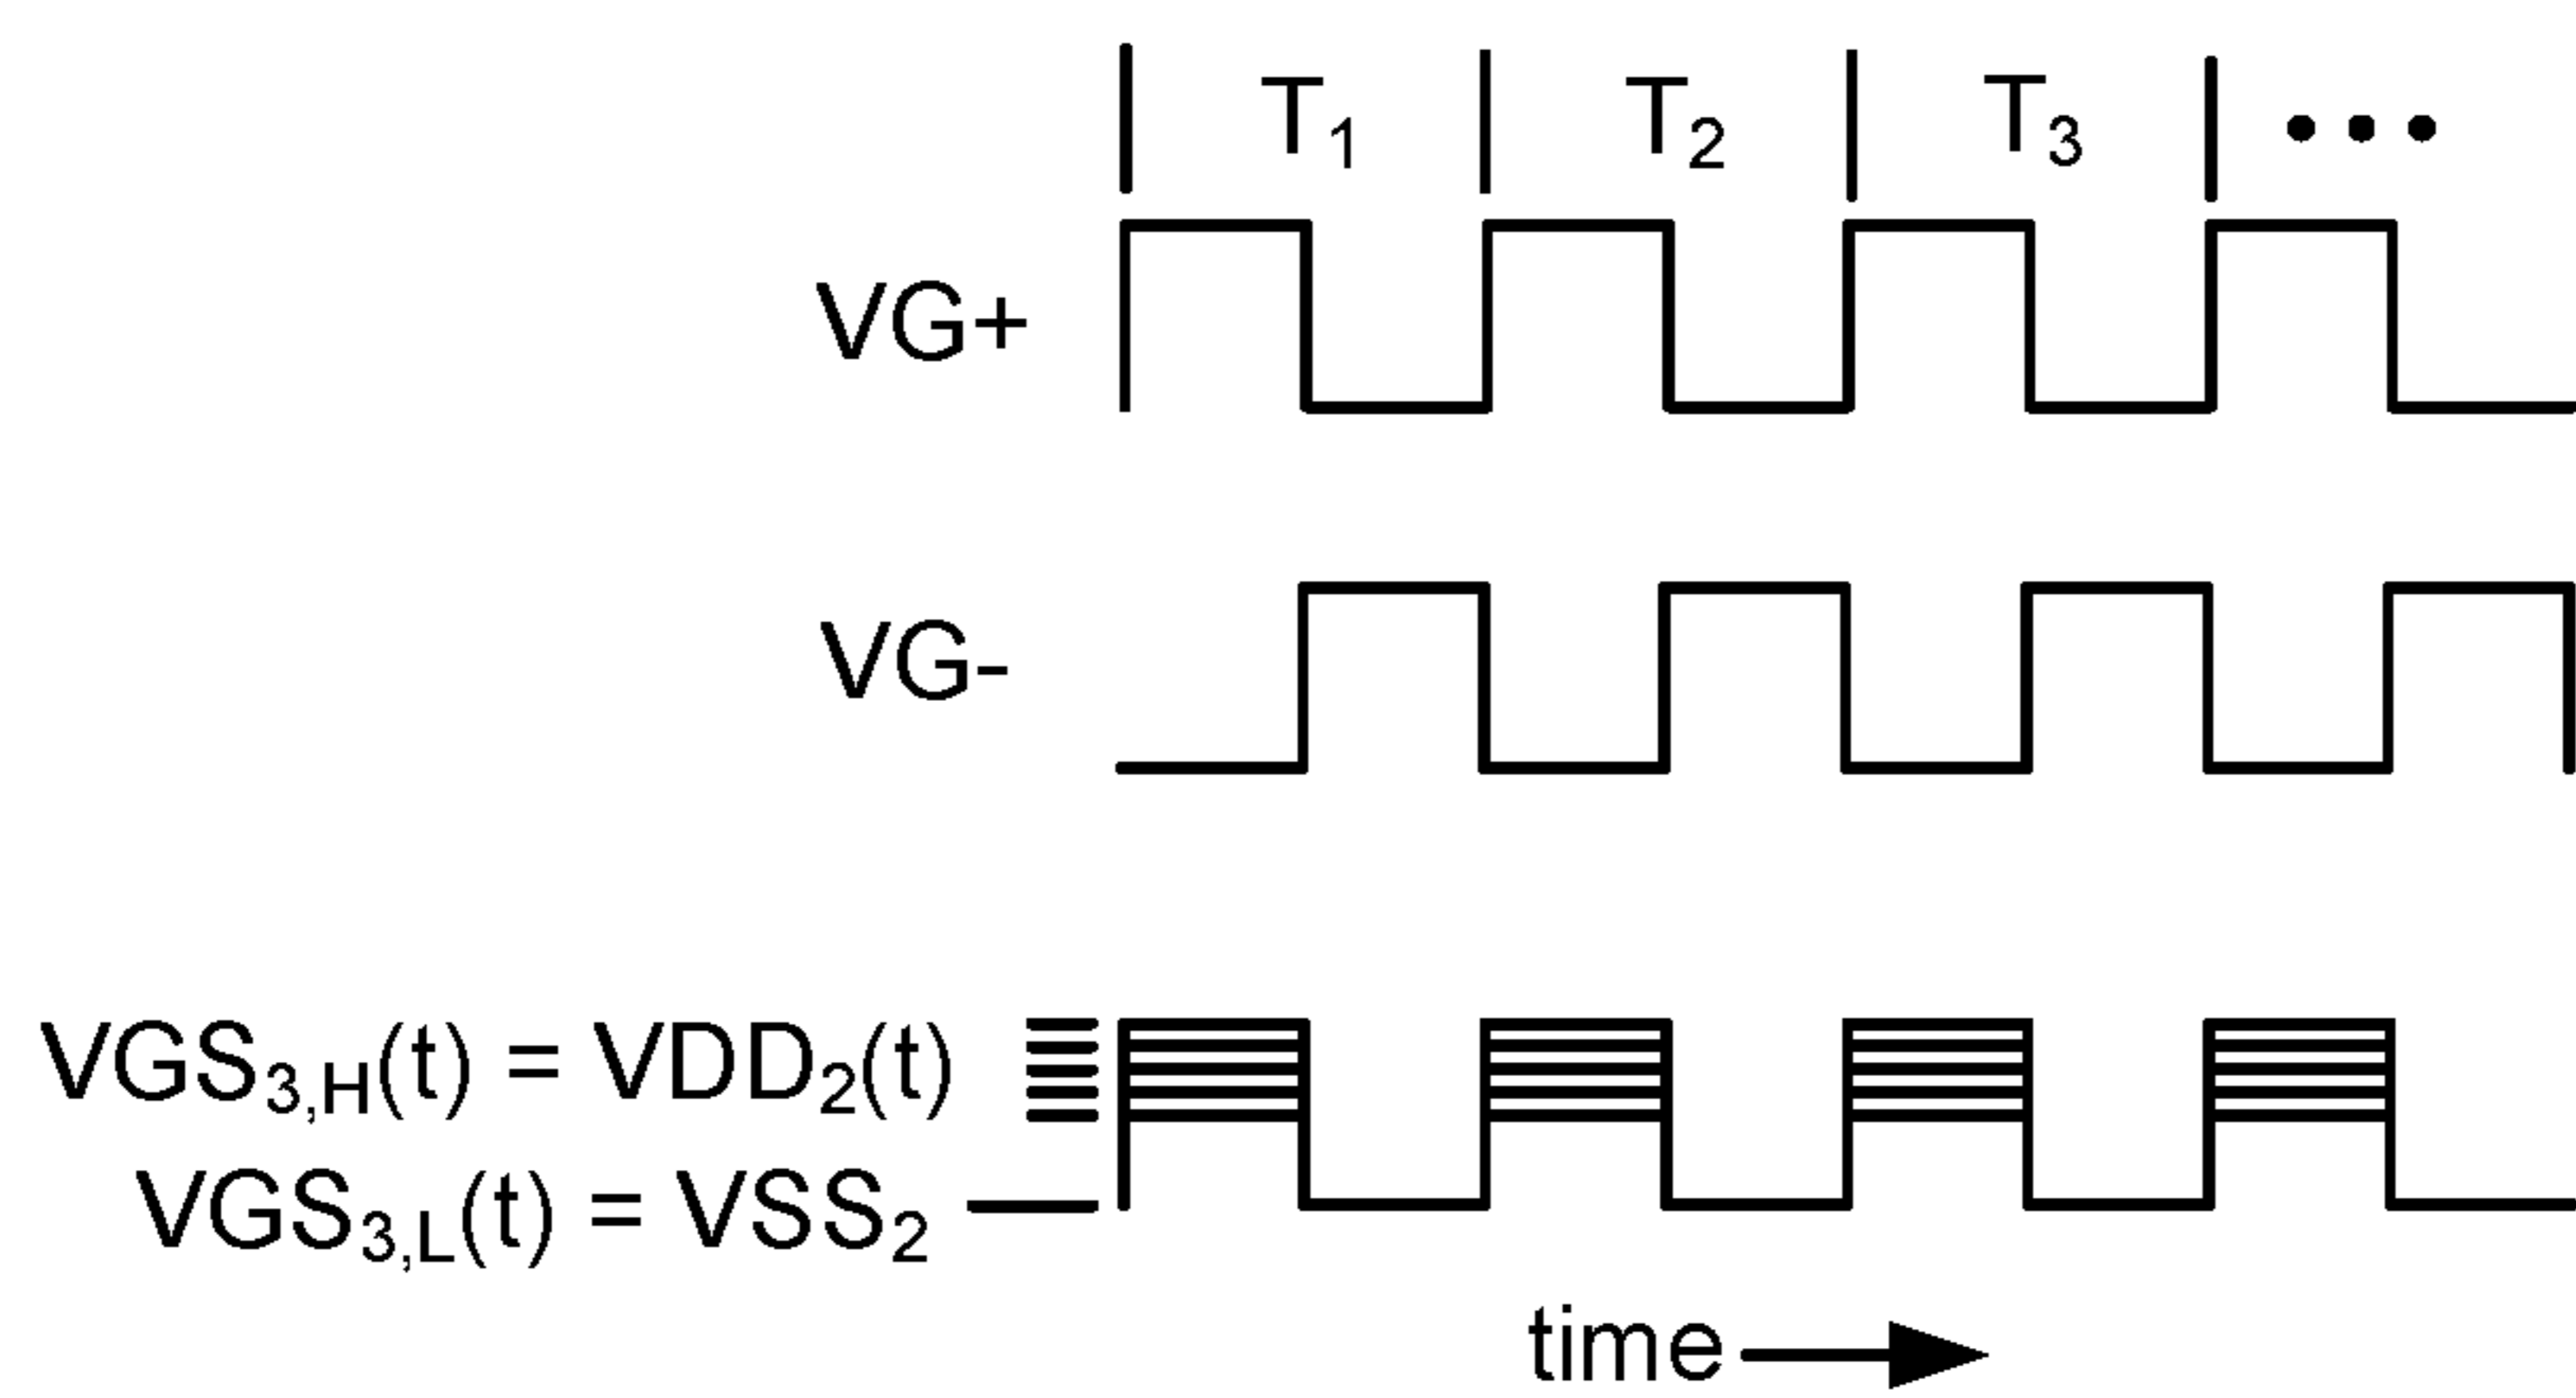 T₁ T₂ T₃ •••
VG+
VG-
VGS₃,H(t) = VDD₂(t)
VGS₃,L(t) = VSS₂
time